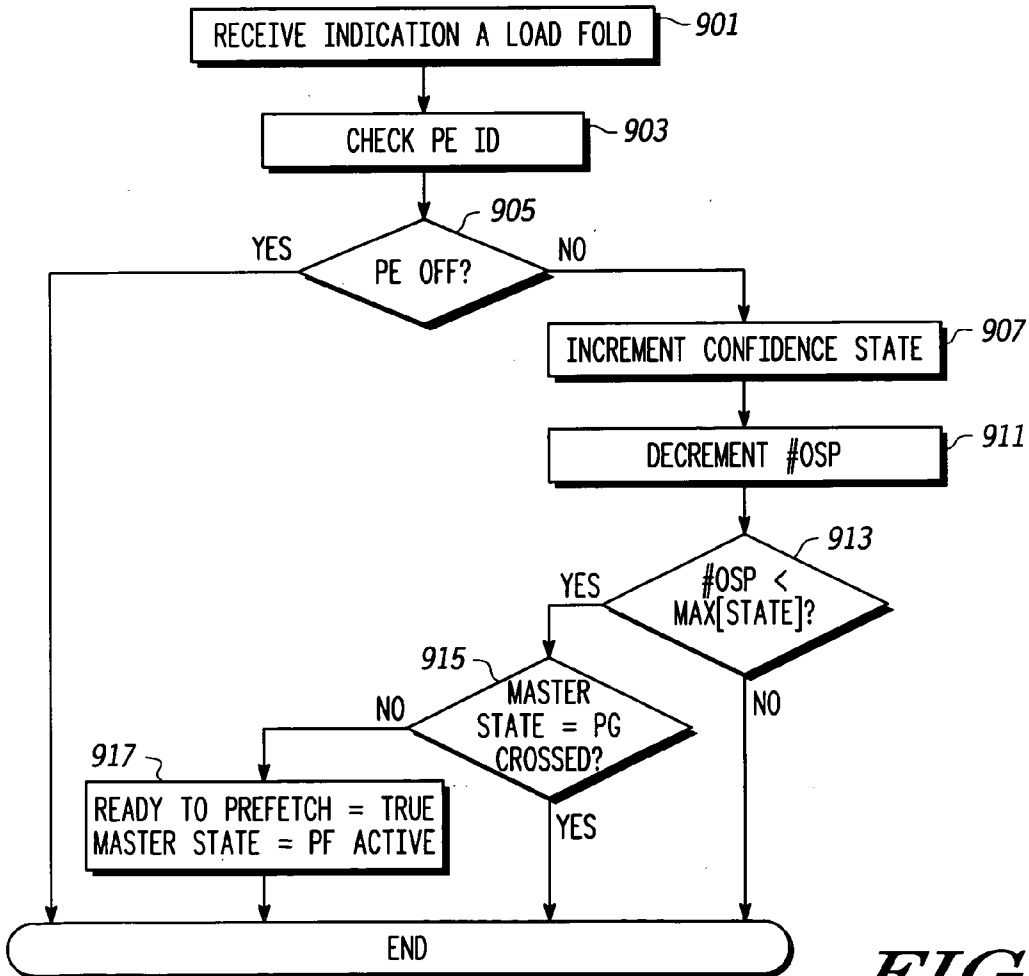 RECEIVE INDICATION A LOAD FOLD
901
CHECK PE ID
903
905
YES
PE OFF?
NO
INCREMENT CONFIDENCE STATE
907
DECREMENT #OSP
911
913
YES
#OSP <
MAX[STATE]?
915
NO
MASTER
STATE = PG
CROSSED?
NO
917
READY TO PREFETCH = TRUE
MASTER STATE = PF ACTIVE
YES
END
FIG